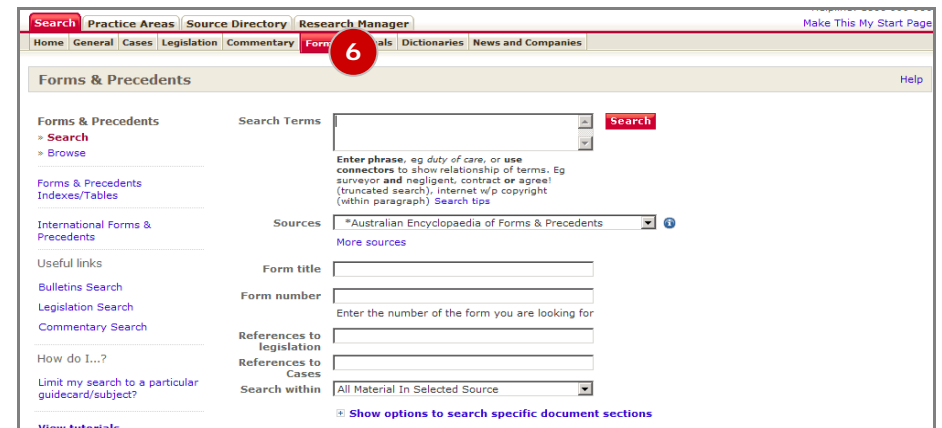 Search Practice Areas Source Directory Research Manager
Make This My Start Page
Home General Cases Legislation Commentary Form als Dictionaries News and Companies
6
Forms & Precedents
Help
Forms & Precedents
» Search
» Browse
Forms & Precedents
Indexes/Tables
International Forms &
Precedents
Useful links
Bulletins Search
Legislation Search
Commentary Search
How do I...?
Limit my search to a particular
guidecard/subject?
View tutorials
Search Terms
Search
Enter phrase, eg duty of care, or use
connectors to show relationship of terms. Eg
surveyor and negligent, contract or agree!
(truncated search), internet w/p copyright
(within paragraph) Search tips
Sources
*Australian Encyclopaedia of Forms & Precedents
More sources
Form title
Form number
Enter the number of the form you are looking for
References to
legislation
References to
Cases
Search within
All Material In Selected Source
Show options to search specific document sections